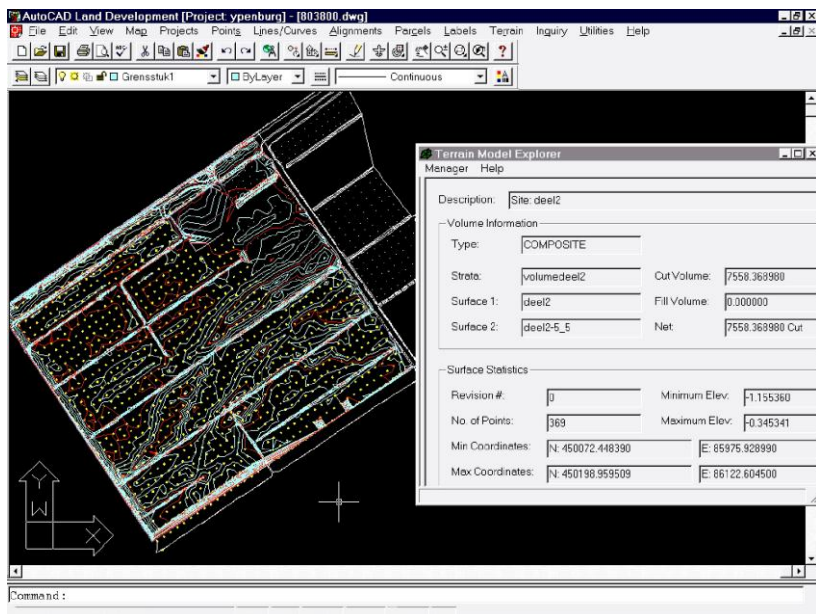 AutoCAD Land Development [Project: ypenburg] - [803800.dwg]
File Edit View Map Projects Points Lines/Curves Alignments Parcels Labels Terrain Inquiry Utilities Help
Grensstuk1 ByLayer Continuous
Terrain Model Explorer
Manager Help
Description: Site: deel2
Volume Information
Type: COMPOSITE
Strata: volumedeel2 Cut Volume: 7558.368980
Surface 1: deel2 Fill Volume: 0.000000
Surface 2: deel2-5_5 Net: 7558.368980 Cut
Surface Statistics
Revision #: 0 Minimum Elev: -1.155360
No. of Points: 369 Maximum Elev: -0.345341
Min Coordinates: N: 450072.448390 E: 85975.928990
Max Coordinates: N: 450198.959509 E: 86122.604500
Y
W
X
Command: